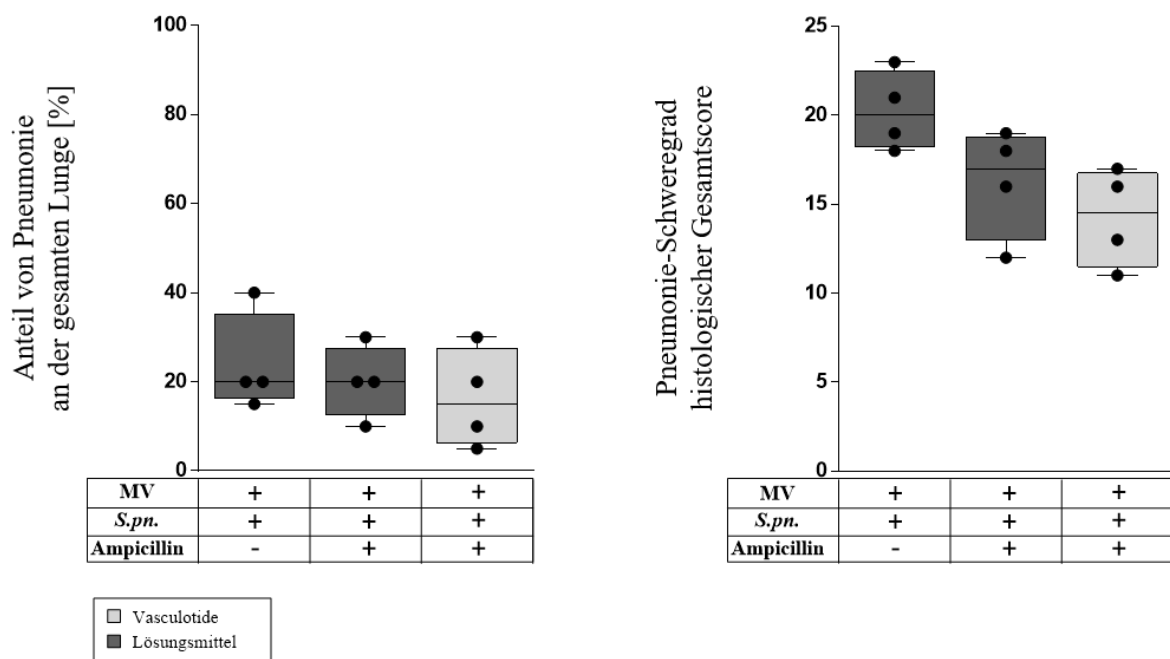 Anteil von Pneumonie
an der gesamten Lunge [%]
100
80
60
40
20
0
MV + + +
S.pn. + + +
Ampicillin - + +
Pneumonie-Schweregrad
histologischer Gesamtscore
25
20
15
10
5
0
MV + + +
S.pn. + + +
Ampicillin - + +
Vasculotide
Lösungsmittel